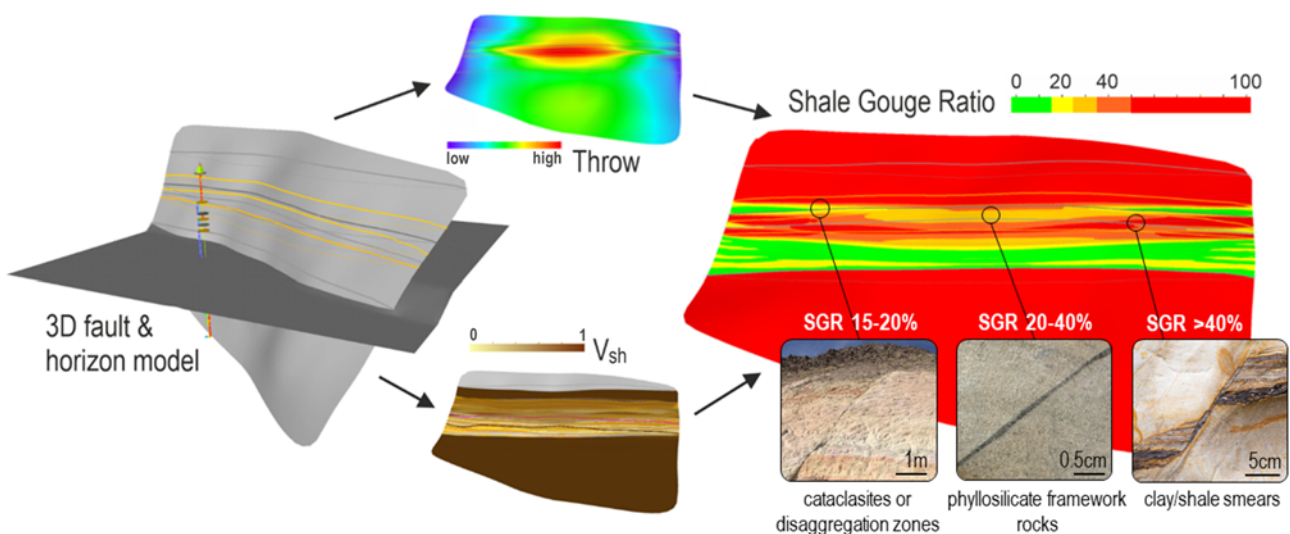 low high Throw
Shale Gouge Ratio
0 20 40 100
3D fault &
horizon model
0 1
Vsh
SGR 15-20%
SGR 20-40%
SGR >40%
1m
0.5cm
5cm
cataclasites or
disaggregation zones
phyllosilicate framework
rocks
clay/shale smears